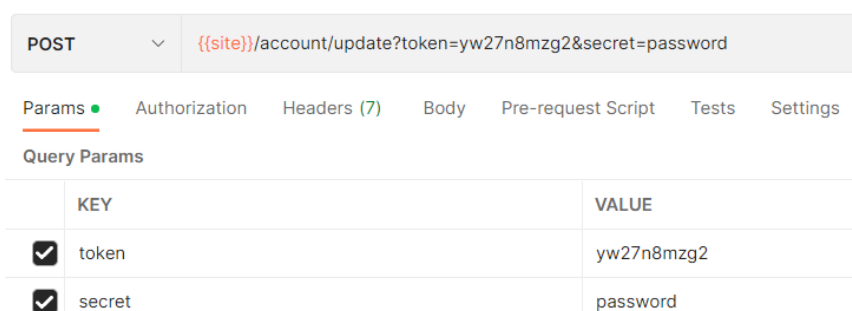 POST {{site}}/account/update?token=yw27n8mzg2&secret=password
Params Authorization Headers (7) Body Pre-request Script Tests Settings
Query Params
KEY VALUE
token yw27n8mzg2
secret password